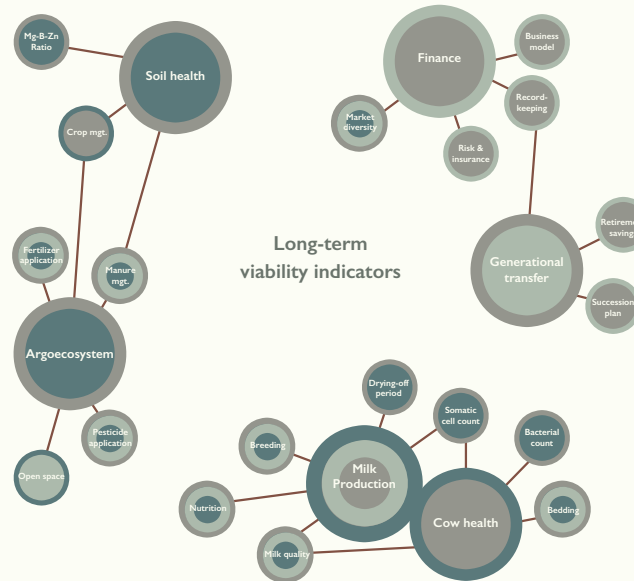 Mg-B-Zn
Ratio
Soil health
Crop mgt.
Fertilizer
application
Manure
mgt.
Argoecosystem
Pesticide
application
Open space
Finance
Business
model
Record-
keeping
Market
diversity
Risk &
insurance
Long-term
viability indicators
Generational
transfer
Retireme
saving
Succession
plan
Drying-off
period
Somatic
cell count
Bacterial
count
Breeding
Milk
Production
Nutrition
Cow health
Bedding
Milk quality